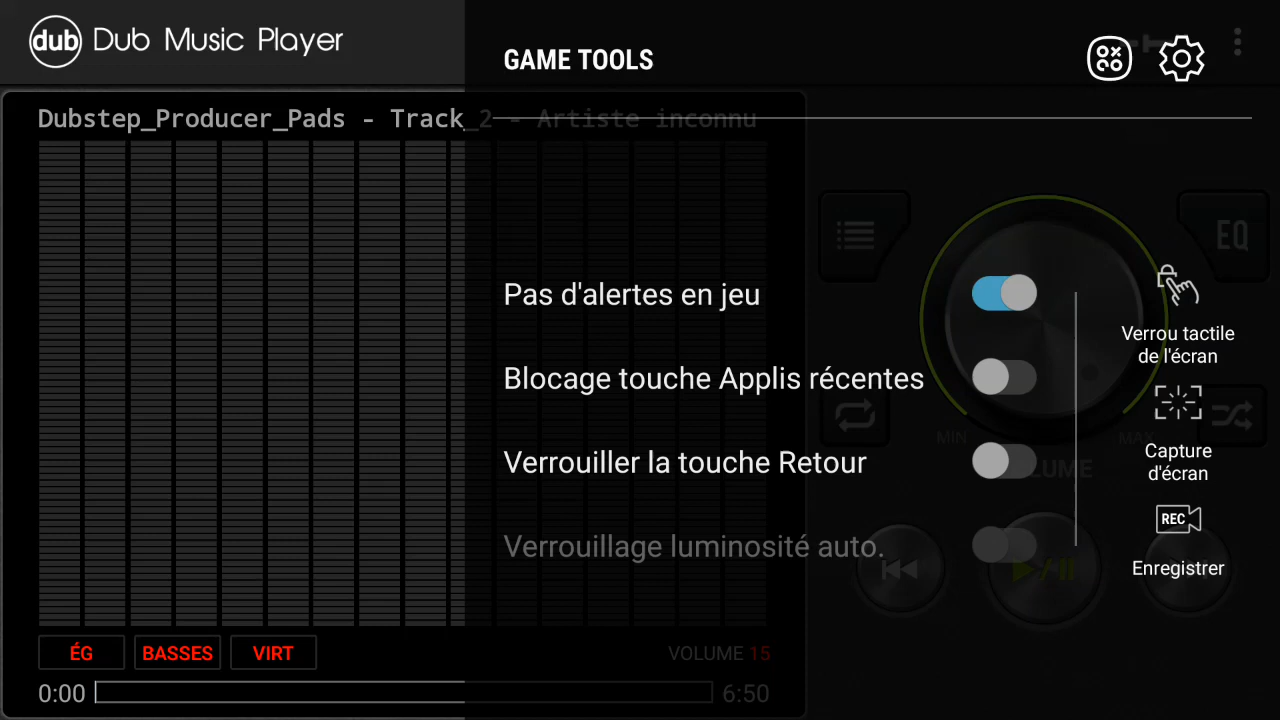 dub Dub Music Player
GAME TOOLS
Dubstep_Producer_Pads - Track_2 - Artiste inconnu
EQ
Pas d'alertes en jeu
Verrou tactile
de l'écran
Blocage touche Applis récentes
MIN
MAX
Capture
d'écran
Verrouiller la touche Retour
UME
REC
Verrouillage luminosité auto.
Enregistrer
ÉG
BASSES
VIRT
VOLUME 15
0:00
6:50